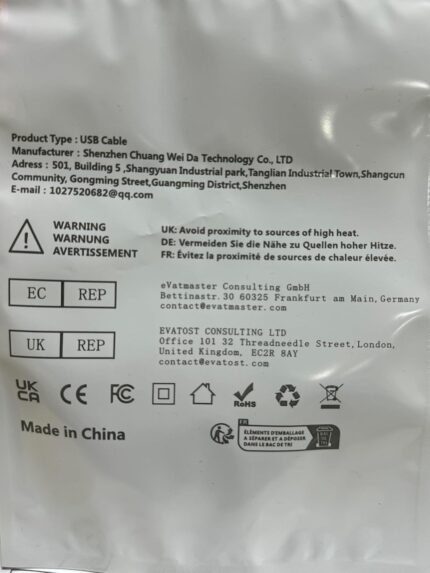 Product Type : USB Cable
Manufacturer : Shenzhen Chuang Wei Da Technology Co., LTD
Adress : 501, Building 5 ,Shangyuan Industrial park,Tanglian Industrial Town,Shangcun
Community, Gongming Street,Guangming District,Shenzhen
E-mail : 1027520682@qq.com
WARNING
WARNUNG
AVERTISSEMENT
UK: Avoid proximity to sources of high heat.
DE: Vermeiden Sie die Nähe zu Quellen hoher Hitze.
FR: Évitez la proximité de sources de chaleur élevée.
EC REP
eVatmaster Consulting GmbH
Bettinastr. 30 60325 Frankfurt am Main, Germany
contact@evatmaster.com
UK REP
EVATOST CONSULTING LTD
Office 101 32 Threadneedle Street, London,
United Kingdom, EC2R 8AY
contact@evatost.com
UK
CA
CE
FC
RoHS
Made in China
FR
ÉLÉMENTS D'EMBALLAGE
A SÉPARER ET A DÉPOSER
DANS LE BAC DE TRI